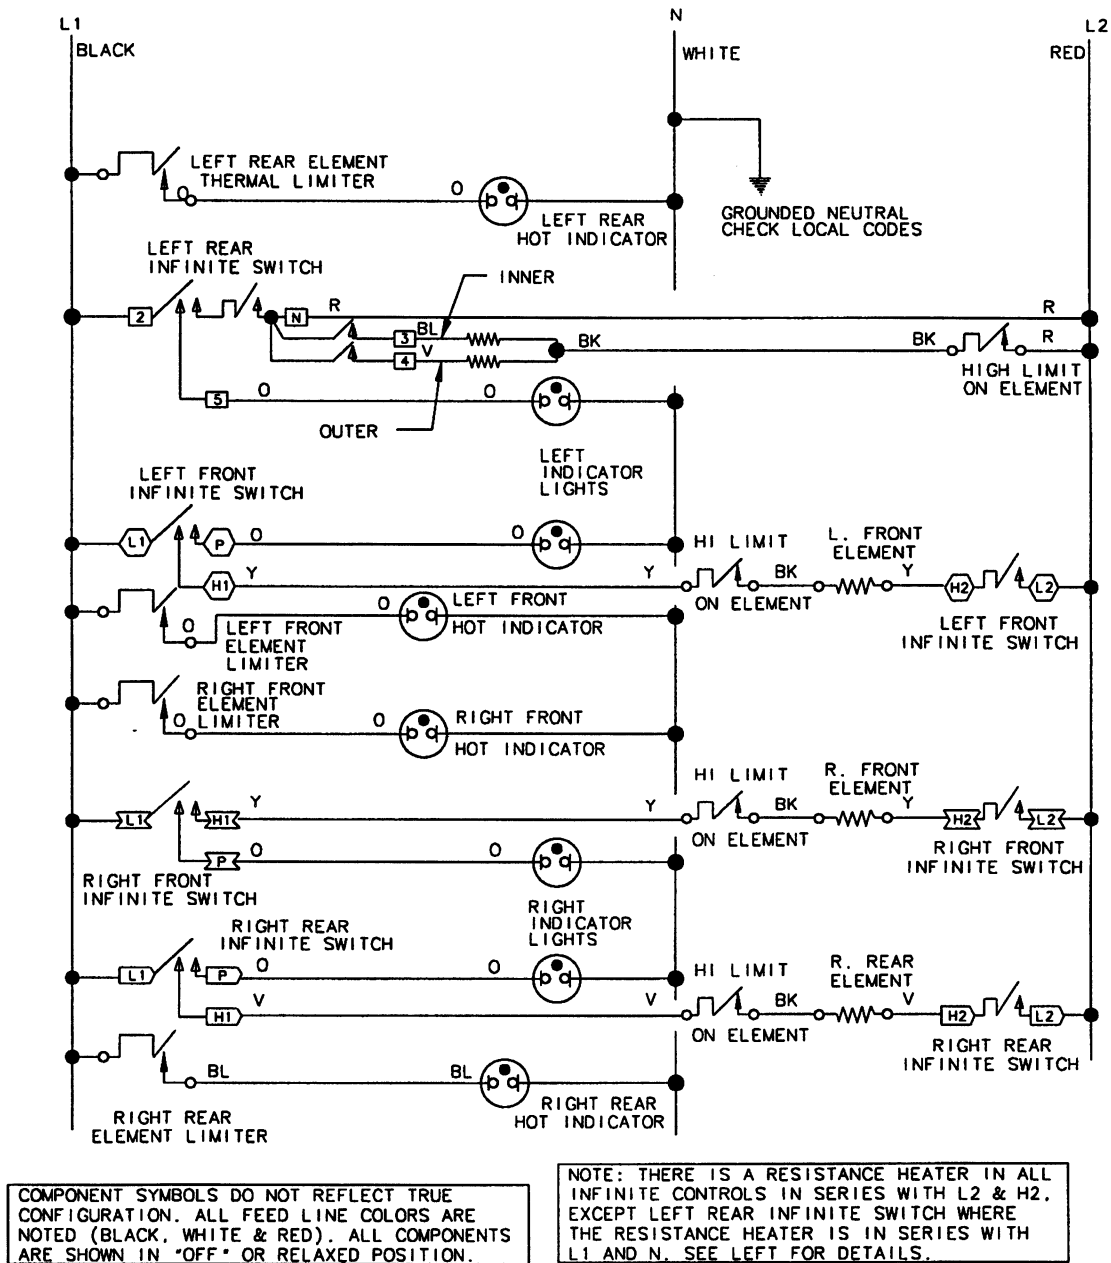 L1
N
L2
BLACK
WHITE
RED
LEFT REAR ELEMENT
THERMAL LIMITER
O
O
LEFT REAR
HOT INDICATOR
GROUNDED NEUTRAL
CHECK LOCAL CODES
LEFT REAR
INFINITE SWITCH
INNER
2
N
R
R
3
BL
BK
BK
R
4
V
HIGH LIMIT
ON ELEMENT
5
O
O
OUTER
LEFT
INDICATOR
LIGHTS
LEFT FRONT
INFINITE SWITCH
L1
P
O
O
HI LIMIT
L. FRONT
ELEMENT
H1
Y
Y
BK
Y
H2
L2
ON ELEMENT
LEFT FRONT
INFINITE SWITCH
O
O
LEFT FRONT
HOT INDICATOR
LEFT FRONT
ELEMENT
LIMITER
RIGHT FRONT
ELEMENT
LIMITER
O
O
RIGHT FRONT
HOT INDICATOR
HI LIMIT
R. FRONT
ELEMENT
L1
H1
Y
Y
BK
Y
H2
L2
ON ELEMENT
RIGHT FRONT
INFINITE SWITCH
P
O
O
RIGHT FRONT
INFINITE SWITCH
RIGHT
INDICATOR
LIGHTS
RIGHT REAR
INFINITE SWITCH
L1
P
O
O
HI LIMIT
R. REAR
ELEMENT
H1
V
V
BK
V
H2
L2
ON ELEMENT
RIGHT REAR
INFINITE SWITCH
BL
BL
RIGHT REAR
HOT INDICATOR
RIGHT REAR
ELEMENT LIMITER
COMPONENT SYMBOLS DO NOT REFLECT TRUE
CONFIGURATION. ALL FEED LINE COLORS ARE
NOTED (BLACK, WHITE & RED). ALL COMPONENTS
ARE SHOWN IN "OFF" OR RELAXED POSITION.
NOTE: THERE IS A RESISTANCE HEATER IN ALL
INFINITE CONTROLS IN SERIES WITH L2 & H2,
EXCEPT LEFT REAR INFINITE SWITCH WHERE
THE RESISTANCE HEATER IS IN SERIES WITH
L1 AND N. SEE LEFT FOR DETAILS.